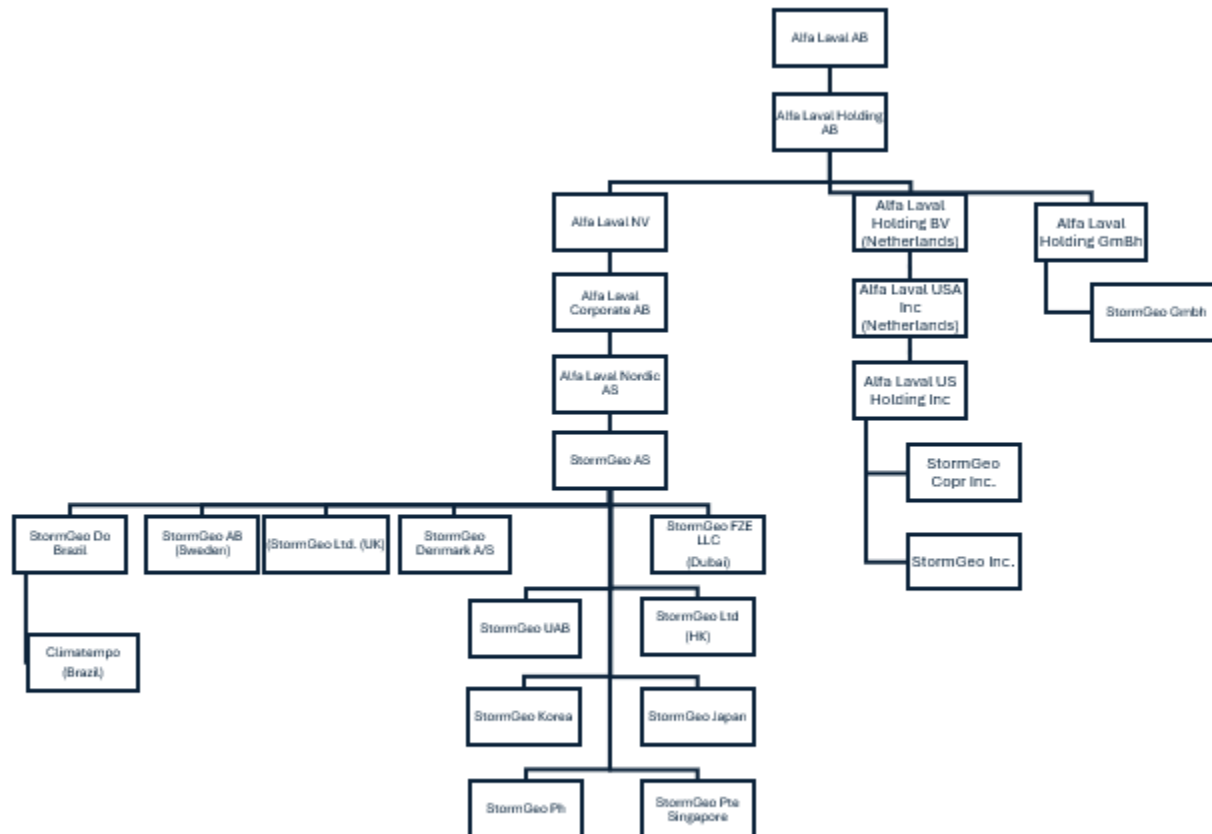 Alfa Laval AB
Alfa Laval Holding
AB
Alfa Laval NV
Alfa Laval
Holding BV
(Netherlands)
Alfa Laval
Holding GmBh
Alfa Laval
Corporate AB
Alfa Laval USA
Inc
(Netherlands)
StormGeo Gmbh
Alfa Laval Nordic
AS
Alfa Laval US
Holding Inc
StormGeo AS
StormGeo
Copr Inc.
StormGeo Do
Brazil
StormGeo AB
(Sweden)
(StormGeo Ltd. (UK)
StormGeo
Denmark A/S
StormGeo FZE
LLC
(Dubai)
StormGeo Inc.
StormGeo UAB
StormGeo Ltd
(HK)
Climatempo
(Brazil)
StormGeo Korea
StormGeo Japan
StormGeo Ph
StormGeo Pte
Singapore